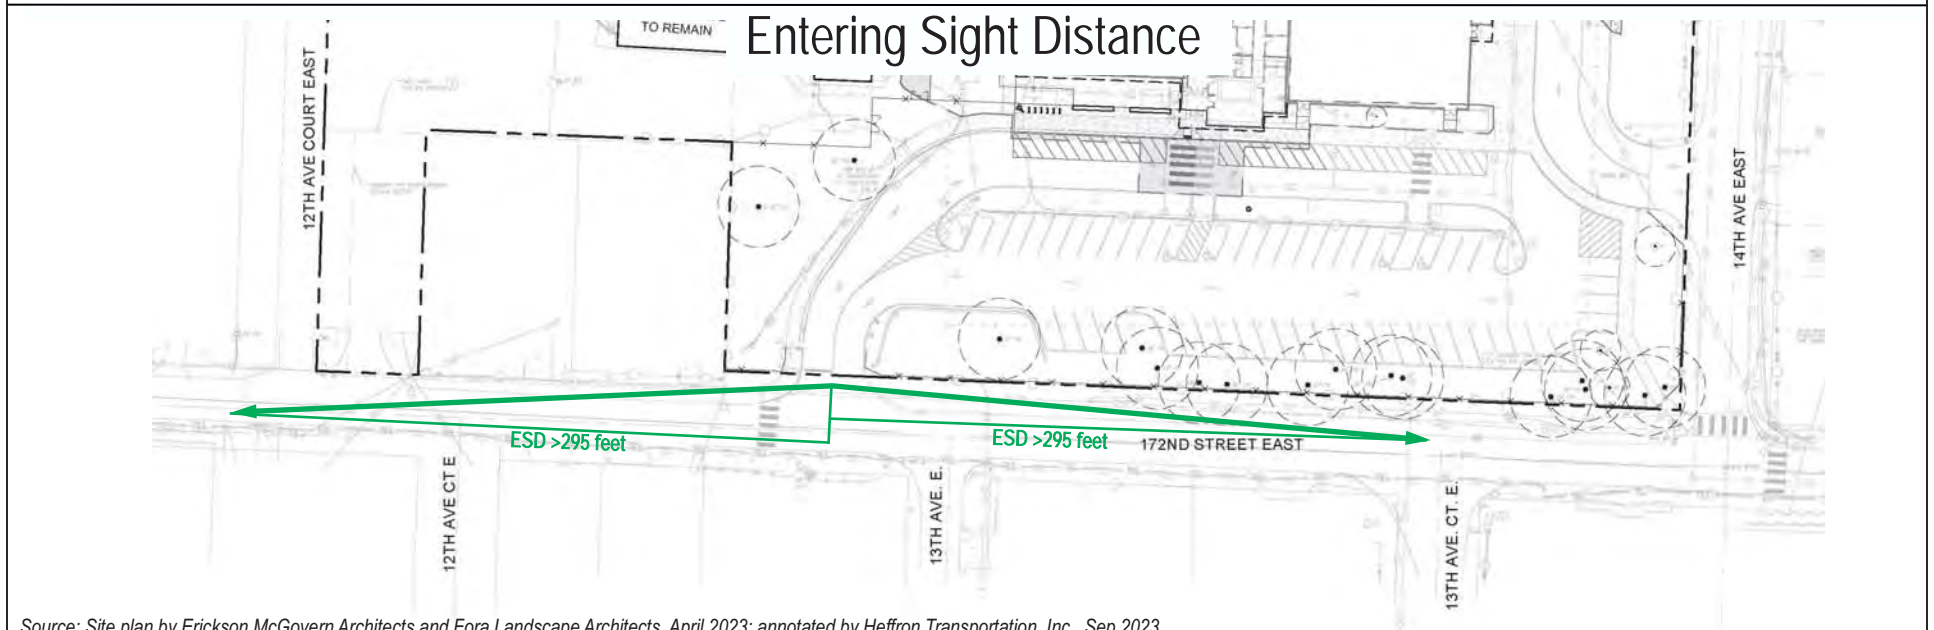 Entering Sight Distance
TO REMAIN
12TH AVE COURT EAST
14TH AVE EAST
ESD >295 feet
ESD >295 feet
172ND STREET EAST
12TH AVE CT E
13TH AVE. E.
13TH AVE. CT. E.
Source: Site plan by Erickson McGovern Architects and Fora Landscape Architects, April 2023; annotated by Heffron Transportation, Inc., Sep 2023